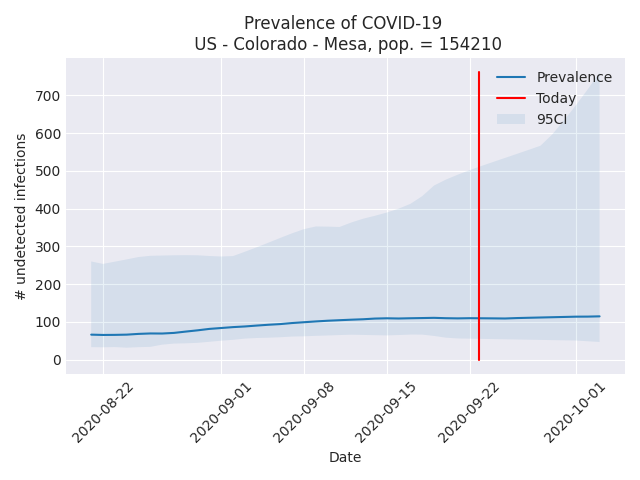 Prevalence of COVID-19
US - Colorado - Mesa, pop. = 154210
Prevalence
Today
95CI
700
600
500
400
300
200
100
0
# undetected infections
2020-08-22
2020-09-01
2020-09-08
2020-09-15
2020-09-22
2020-10-01
Date